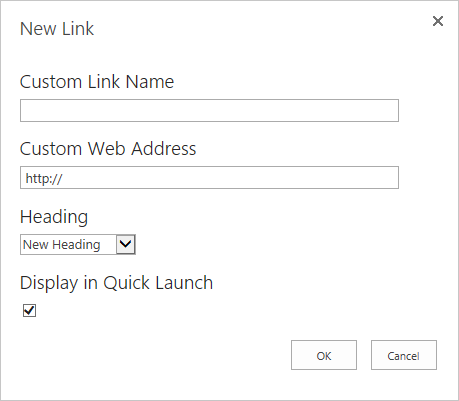 New Link
Custom Link Name
Custom Web Address
http://
Heading
New Heading
Display in Quick Launch
OK
Cancel